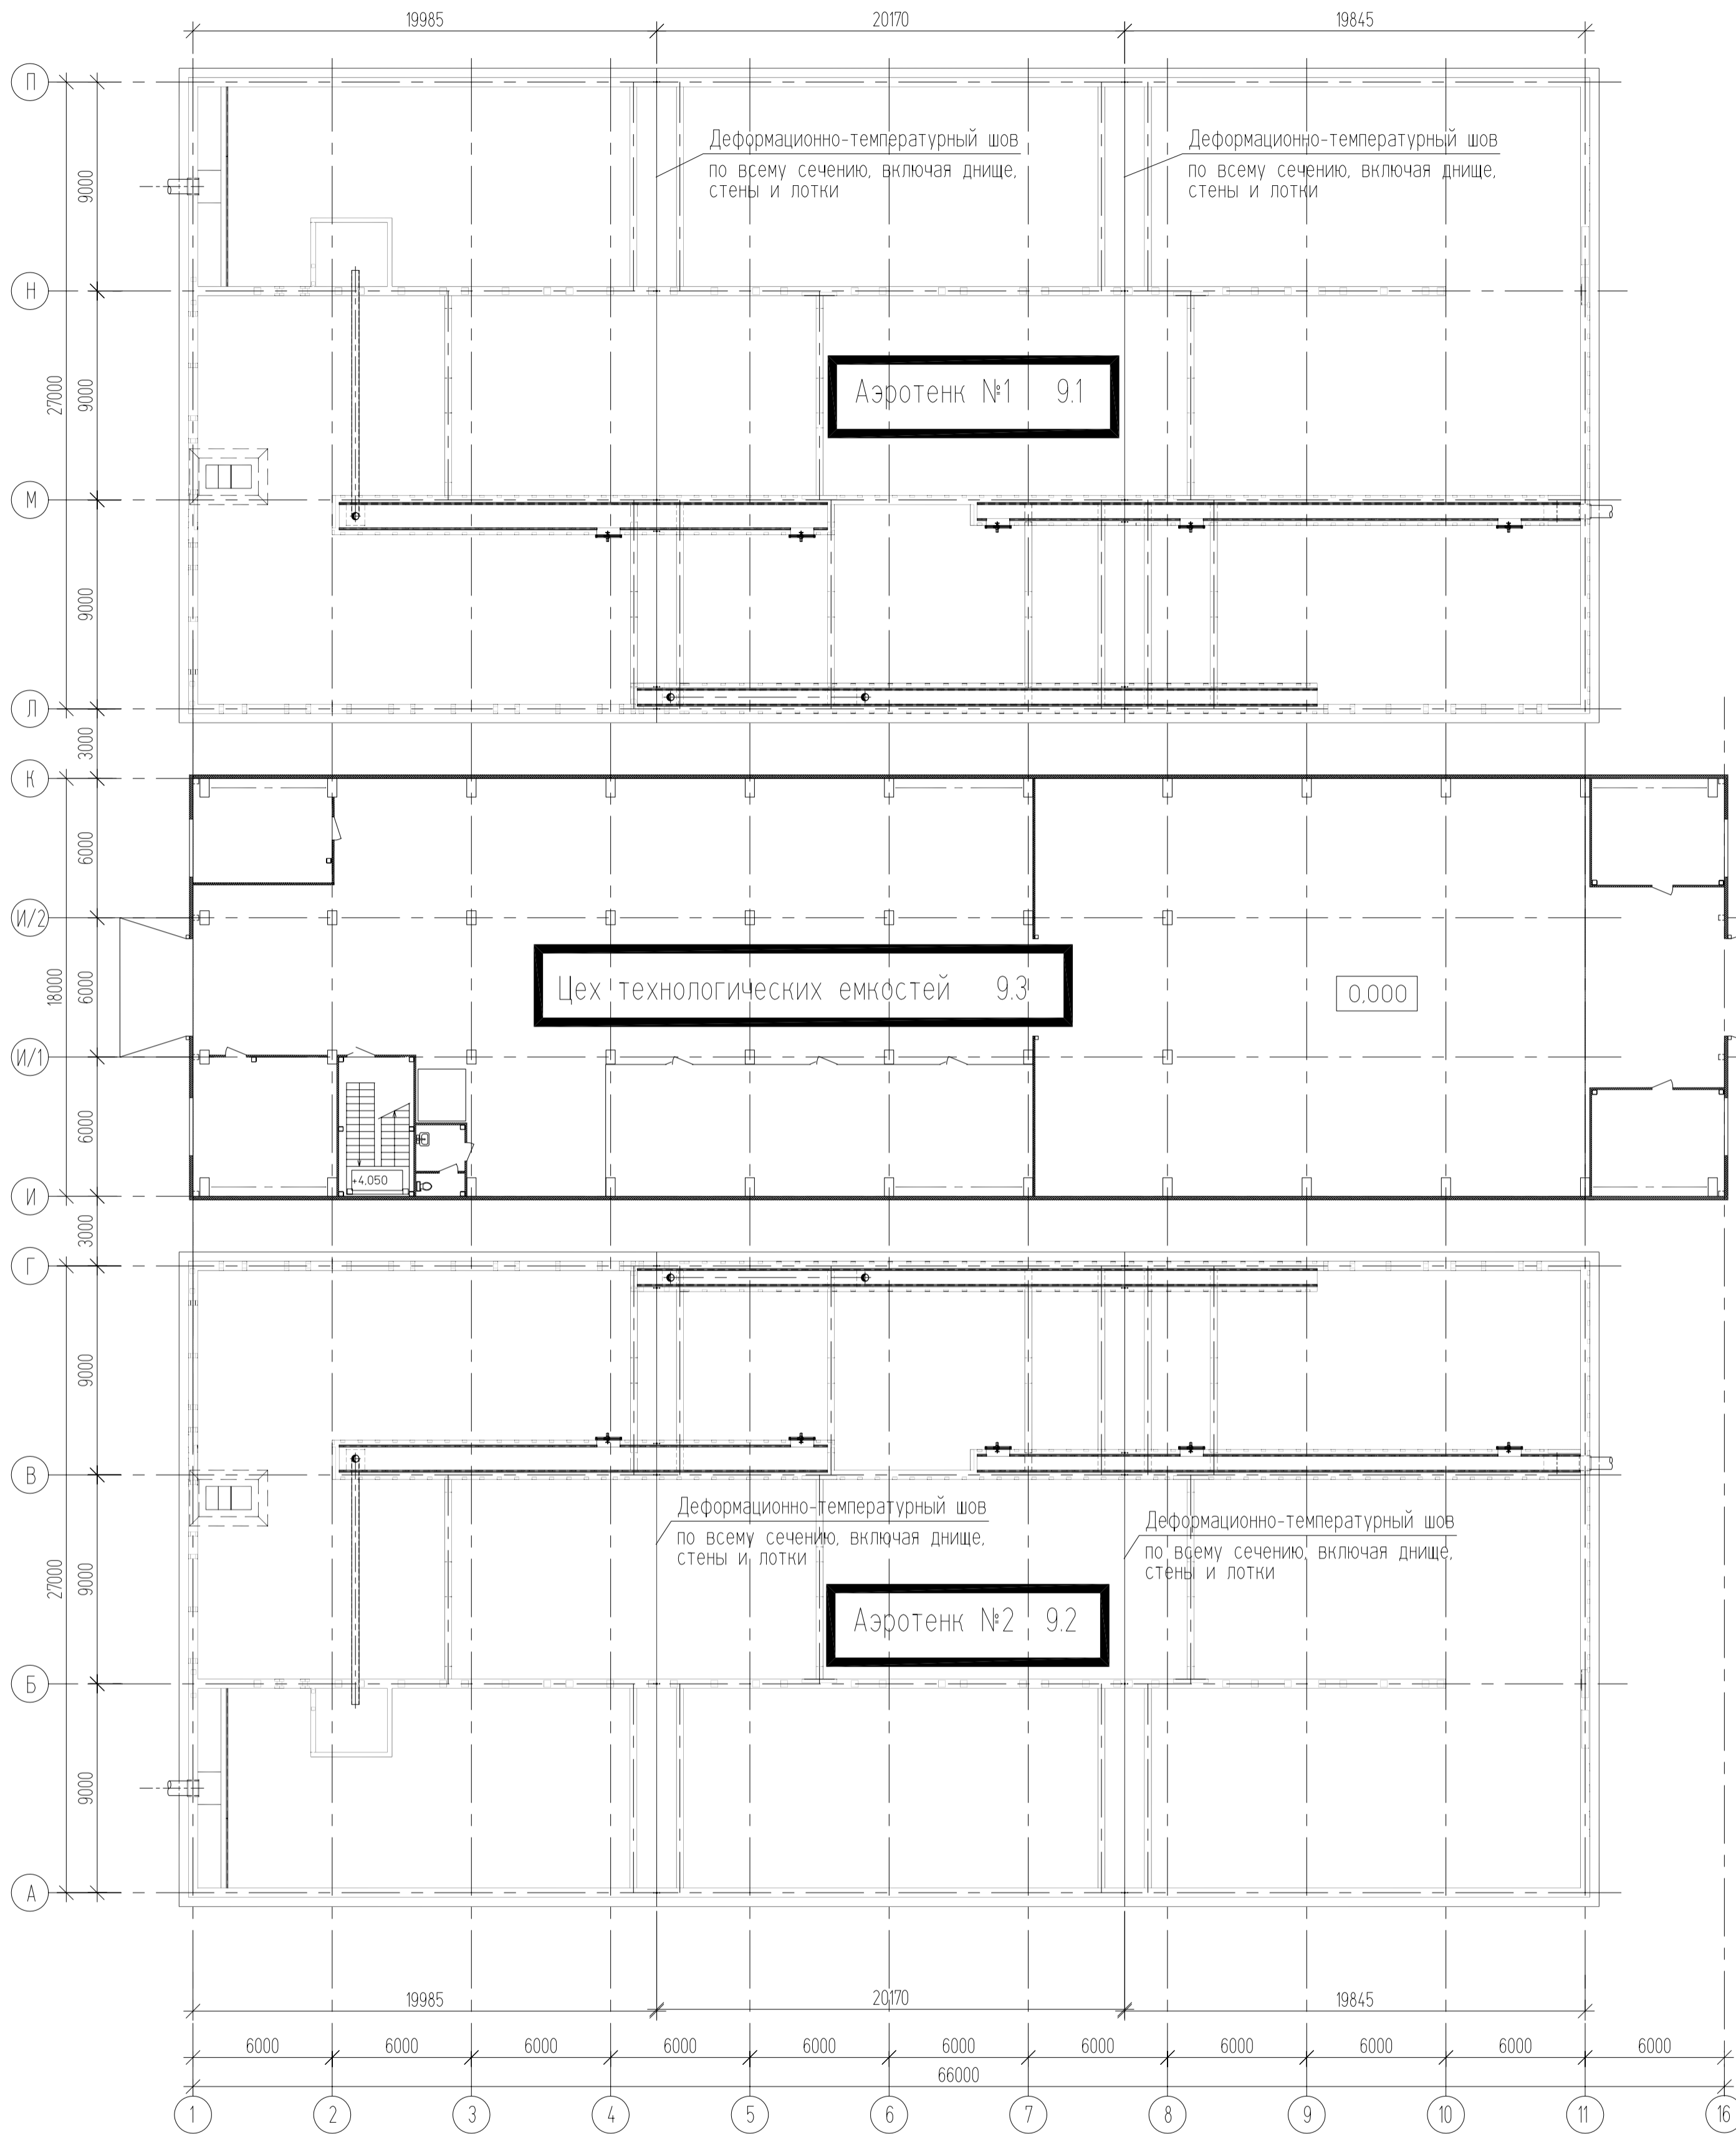 19985 20170 19845
П
Деформационно-температурный шов
по всему сечению, включая днище,
стены и лотки
Деформационно-температурный шов
по всему сечению, включая днище,
стены и лотки
9000
Н
27000
9000
Аэротенк №1 9.1
М
9000
Л
3000
К
6000
И/2
18000
6000
Цех технологических емкостей 9.3
0,000
И/1
6000
+4,050
И
3000
Г
9000
В
Деформационно-температурный шов
по всему сечению, включая днище,
стены и лотки
Деформационно-температурный шов
по всему сечению, включая днище,
стены и лотки
27000
9000
Аэротенк №2 9.2
Б
9000
А
19985 20170 19845
6000 6000 6000 6000 6000 6000 6000 6000 6000 6000 6000
66000
1 2 3 4 5 6 7 8 9 10 11 16